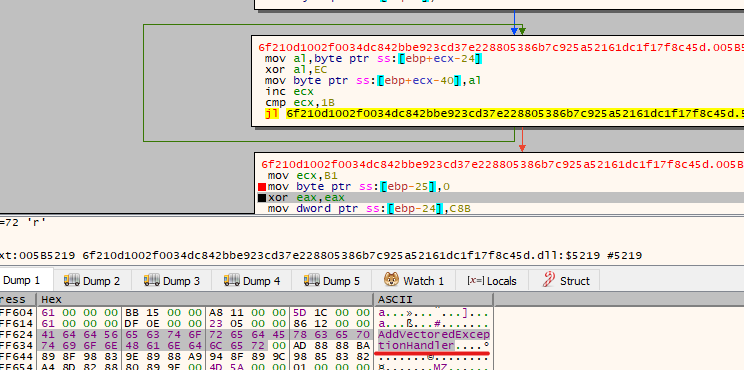 6f210d1002f0034dc842bbe923cd37e228805386b7c925a52161dc1f17f8c45d.005B5
mov al,byte ptr ss:[ebp+ecx-24]
xor al,EC
mov byte ptr ss:[ebp+ecx-40],al
inc ecx
cmp ecx,1B
jl 6f210d1002f0034dc842bbe923cd37e228805386b7c925a52161dc1f17f8c45d.5
6f210d1002f0034dc842bbe923cd37e228805386b7c925a52161dc1f17f8c45d.005B5
mov ecx,B1
mov byte ptr ss:[ebp-25],0
xor eax,eax
mov dword ptr ss:[ebp-24],C8B
=72 'r'
xt:005B5219 6f210d1002f0034dc842bbe923cd37e228805386b7c925a52161dc1f17f8c45d.dll:$5219 #5219
Dump 1 Dump 2 Dump 3 Dump 4 Dump 5 Watch 1 [x=] Locals Struct
ress Hex ASCII
FF604 61 00 00 00 BB 15 00 00 A8 11 00 00 5D 1C 00 00 a...»...¨...]...
FF614 61 00 00 00 DF 0E 00 00 23 05 00 00 86 12 00 00 a...ß...#.......
FF624 41 64 64 56 65 63 74 6F 72 65 64 45 78 63 65 70 AddVectoredExcep
FF634 74 69 6F 6E 48 61 6E 64 6C 65 72 00 AD 88 88 BA tionHandler....º
FF644 89 8F 98 83 9E 89 88 A9 94 8F 89 9C 98 85 83 82 .......©........
FF654 A4 8D 82 88 80 89 9E 00 4D 5A 00 00 01 00 00 00